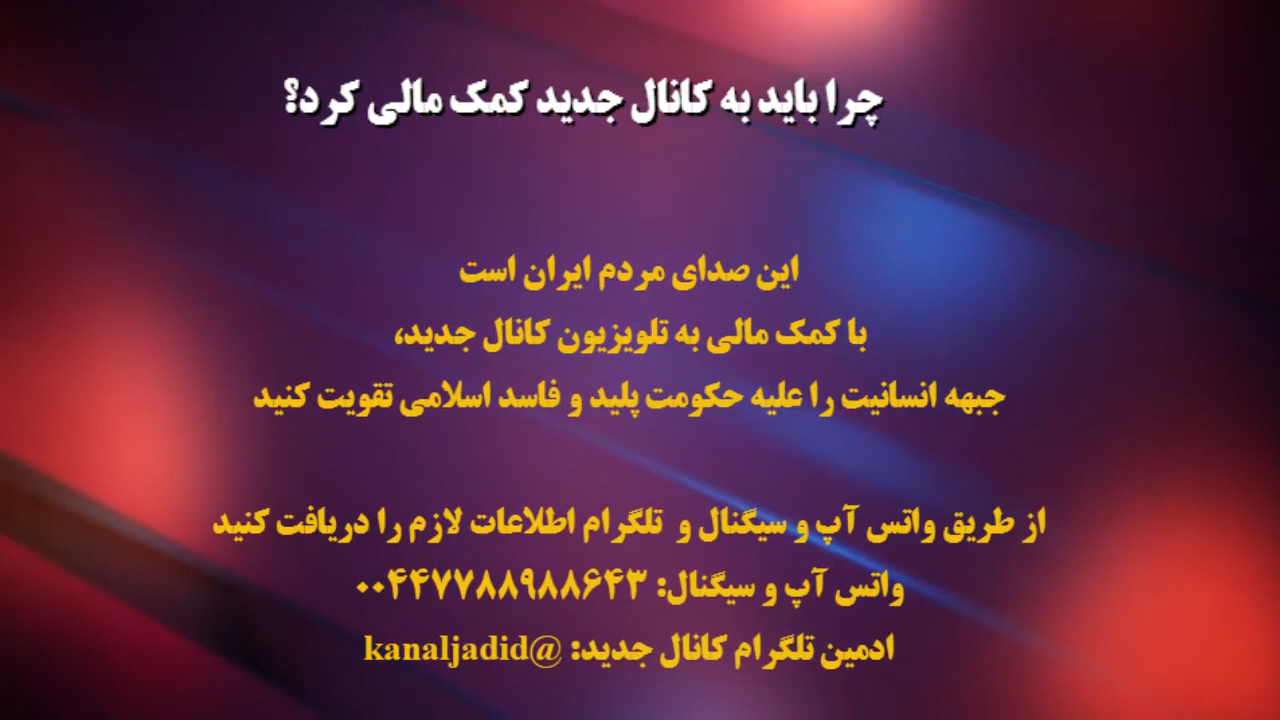 چرا باید به کانال جدید کمک مالی کرد؟
این صدای مردم ایران است
با کمک مالی به تلویزیون کانال جدید،
جبهه انسانیت را علیه حکومت پلید و فاسد اسلامی تقویت کنید
از طریق واتس آپ و سیگنال و تلگرام اطلاعات لازم را دریافت کنید
واتس آپ و سیگنال: ۰۰۴۴۷۷۸۸۹۸۸۶۴۳
ادمین تلگرام کانال جدید: @kanaljadid